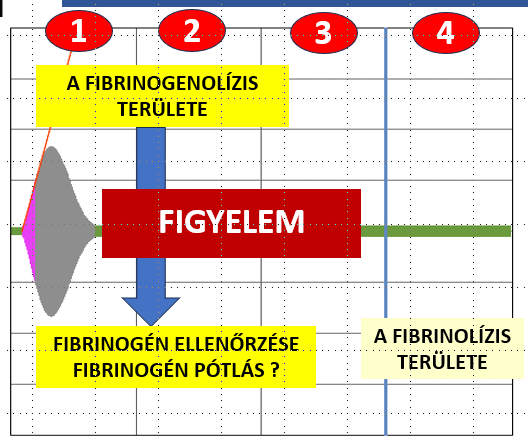 1 2 3 4
A FIBRINOGENOLÍZIS
TERÜLETE
FIGYELEM
FIBRINOGÉN ELLENŐRZÉSE
FIBRINOGÉN PÓTLÁS ?
A FIBRINOLÍZIS
TERÜLETE